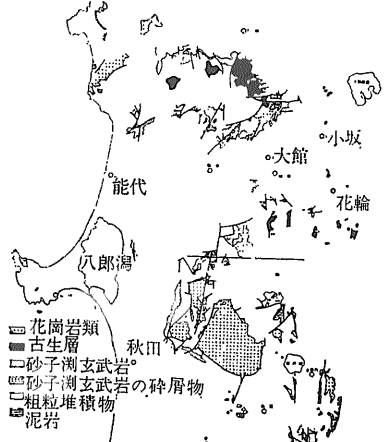 小坂
大館
能代
花輪
八郎潟
花崗岩類
古生層
砂子渕玄武岩
秋田
砂子渕玄武岩の砕屑物
粗粒堆積物
泥岩